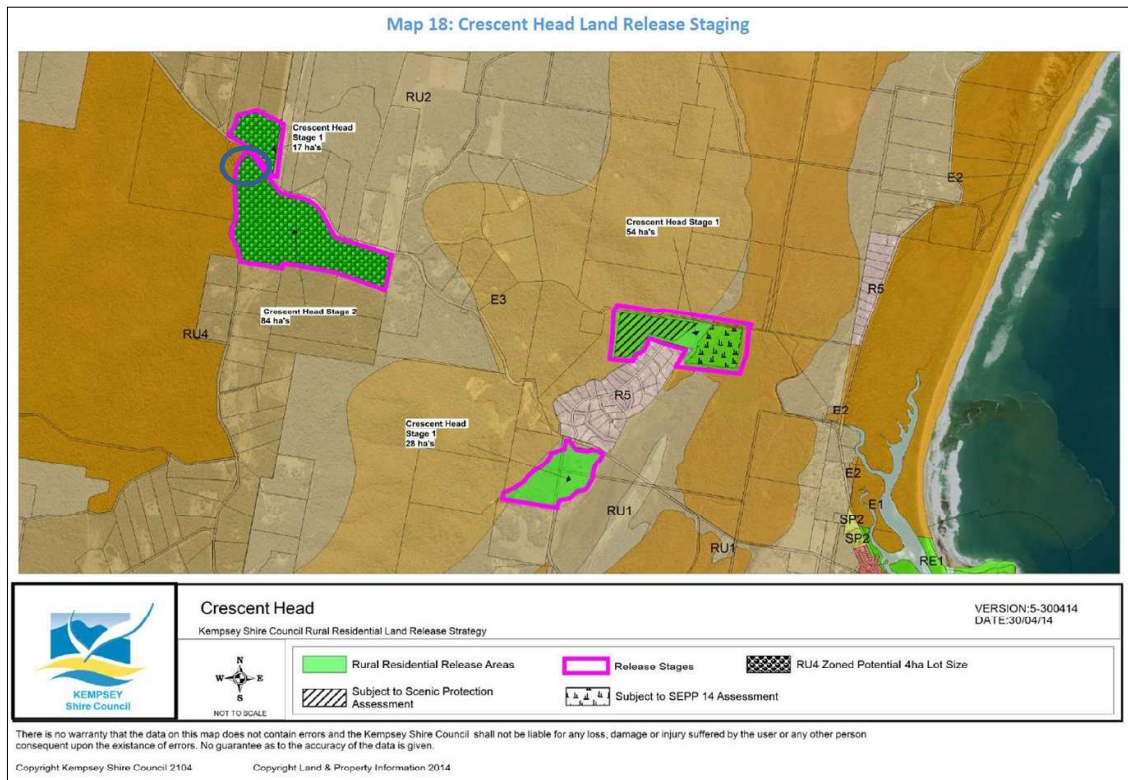 Map 18: Crescent Head Land Release Staging
RU2
Crescent Head
Stage 1
17 ha's
E2
Crescent Head Stage 1
54 ha's
R5
E3
Crescent Head Stage 2
84 ha's
RU4
R5
E2
Crescent Head
Stage 1
28 ha's
E2
E1
RU1
SP2
SP2
RU1
RE1
KEMPSEY
Shire Council
Crescent Head
Kempsey Shire Council Rural Residential Land Release Strategy
VERSION:5-300414
DATE:30/04/14
N
W E
S
NOT TO SCALE
Rural Residential Release Areas
Release Stages
RU4 Zoned Potential 4ha Lot Size
Subject to Scenic Protection
Assessment
Subject to SEPP 14 Assessment
There is no warranty that the data on this map does not contain errors and the Kempsey Shire Council shall not be liable for any loss, damage or injury suffered by the user or any other person
consequent upon the existance of errors. No guarantee as to the accuracy of the data is given.
Copyright Kempsey Shire Council 2104
Copyright Land & Property Information 2014